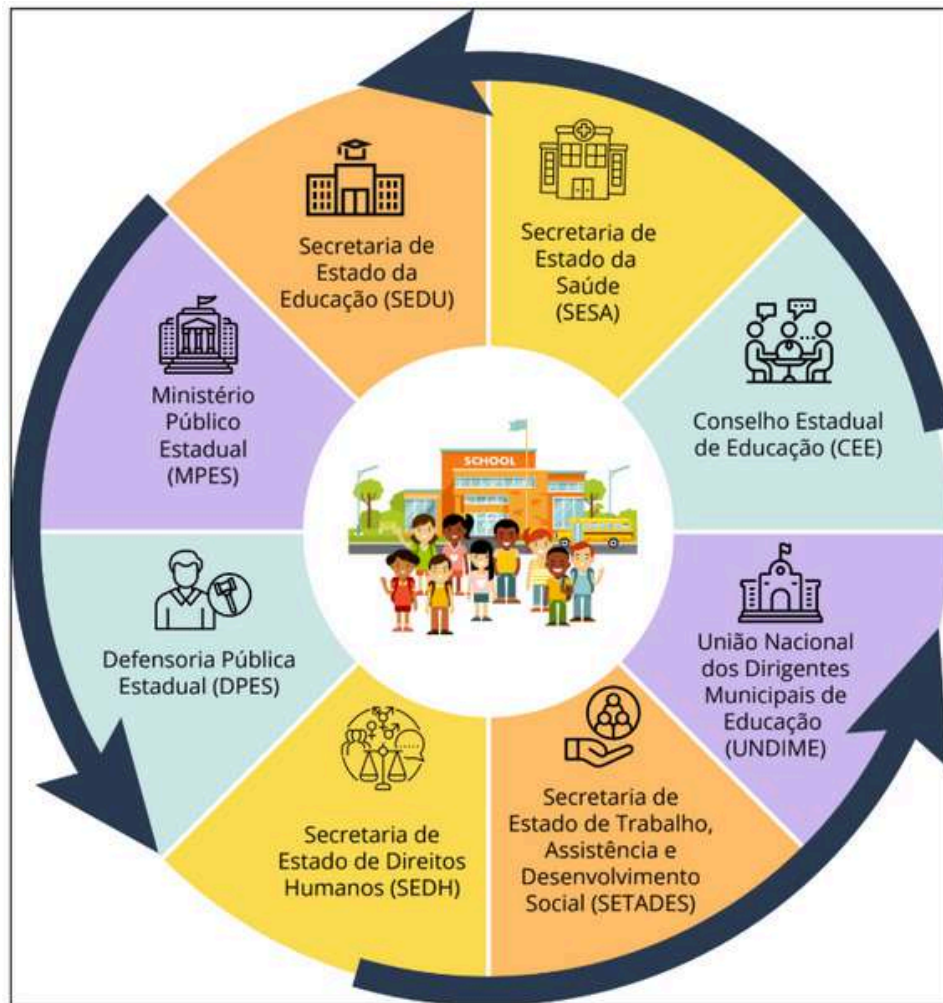 Secretaria de
Estado da
Educação (SEDU)
Secretaria de
Estado da
Saúde
(SESA)
Conselho Estadual
de Educação (CEE)
União Nacional
dos Dirigentes
Municipais de
Educação
(UNDIME)
Secretaria de
Estado de Trabalho,
Assistência e
Desenvolvimento
Social (SETADES)
Secretaria de
Estado de Direitos
Humanos (SEDH)
Defensoria Pública
Estadual (DPES)
Ministério
Público
Estadual
(MPES)
SCHOOL